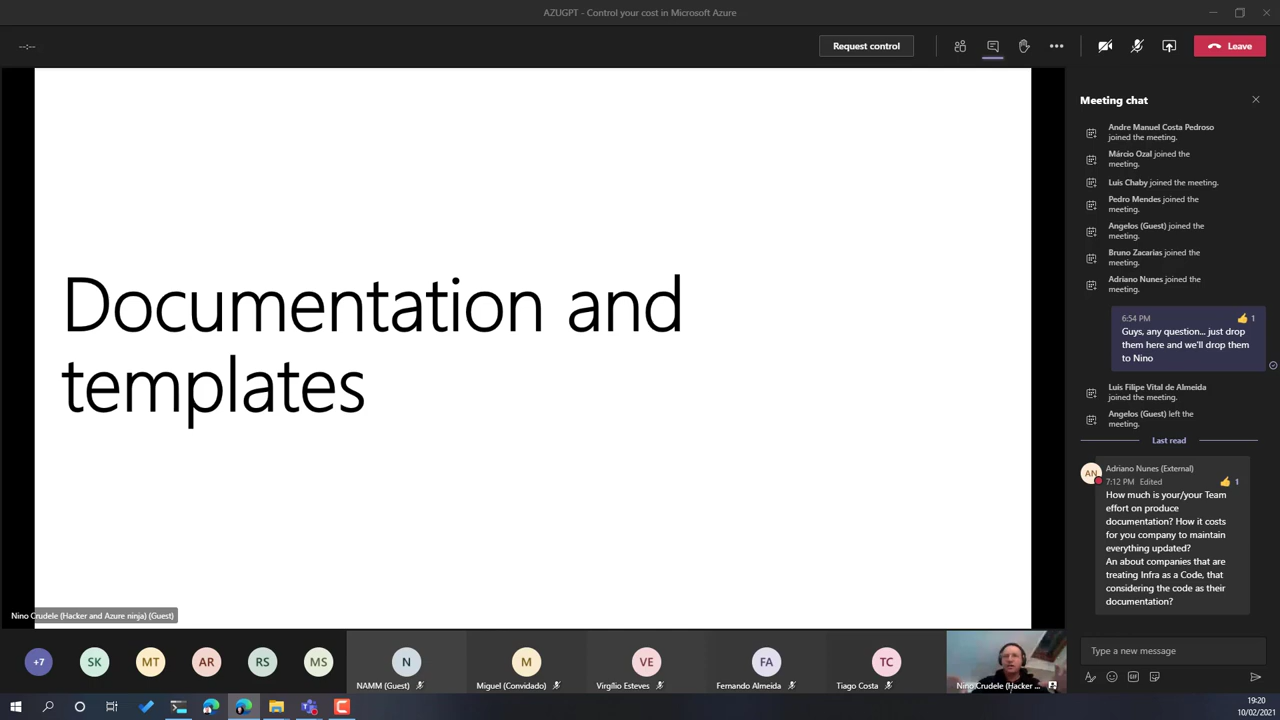 AZUGPT - Control your cost in Microsoft Azure
--:--
Request control
Leave
Documentation and
templates
Nino Crudele (Hacker and Azure ninja) (Guest)
Meeting chat
Andre Manuel Costa Pedroso
joined the meeting.
Márcio Ozal joined the
meeting.
Luís Chaby joined the meeting.
Pedro Mendes joined the
meeting.
Angelos (Guest) joined the
meeting.
Bruno Zacarias joined the
meeting.
Adriano Nunes joined the
meeting.
6:54 PM
1
Guys, any question... just drop
them here and we'll drop them
to Nino
Luis Filipe Vital de Almeida
joined the meeting.
Angelos (Guest) left the
meeting.
Last read
AN
Adriano Nunes (External)
7:12 PM Edited
1
How much is your/your Team
effort on produce
documentation? How it costs
for you company to maintain
everything updated?
An about companies that are
treating Infra as a Code, that
considering the code as their
documentation?
Type a new message
+7
SK
MT
AR
RS
MS
N
NAMM (Guest)
M
Miguel (Convidado)
VE
Virgílio Esteves
FA
Fernando Almeida
TC
Tiago Costa
Nino Crudele (Hacker ...
19:20
10/02/2021